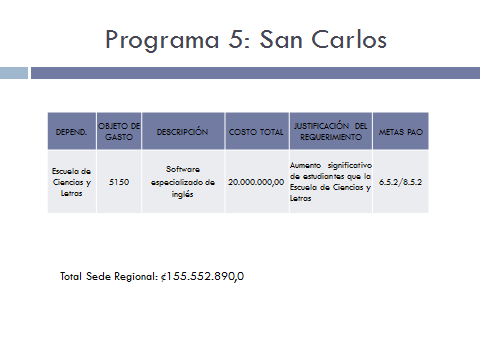 Programa 5: San Carlos
DEPEND.
OBJETO DE
GASTO
DESCRIPCIÓN
COSTO TOTAL
JUSTIFICACIÓN DEL
REQUERIMIENTO
METAS PAO
Escuela de
Ciencias y
Letras
5150
Software
especializado de
inglés
20.000.000,00
Aumento significativo
de estudiantes que la
Escuela de Ciencias y
Letras
6.5.2/8.5.2
Total Sede Regional: ¢155.552.890,0